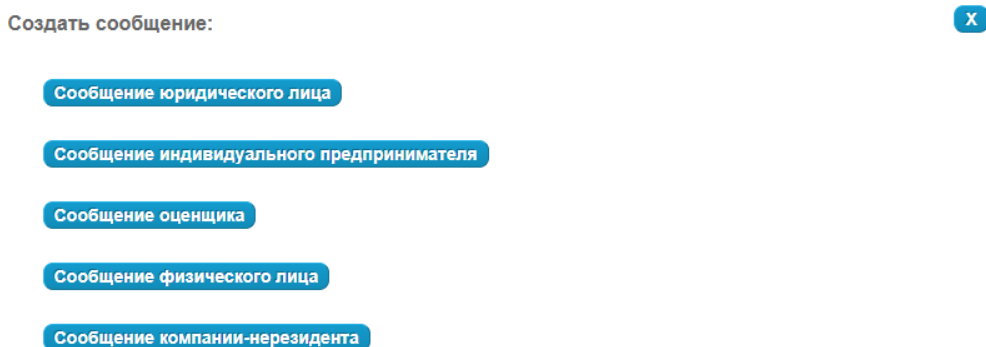 Создать сообщение:
X
Сообщение юридического лица
Сообщение индивидуального предпринимателя
Сообщение оценщика
Сообщение физического лица
Сообщение компании-нерезидента